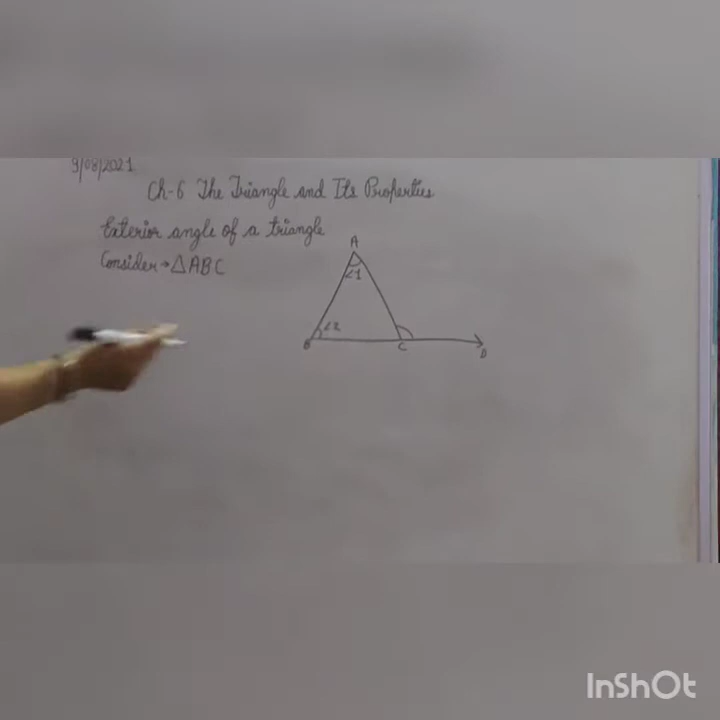 9/08/2021
Ch-6 The Triangle and Its Properties
Exterior angle of a triangle
Consider → △ABC
A
∠1
∠2
B
C
D
InShOt